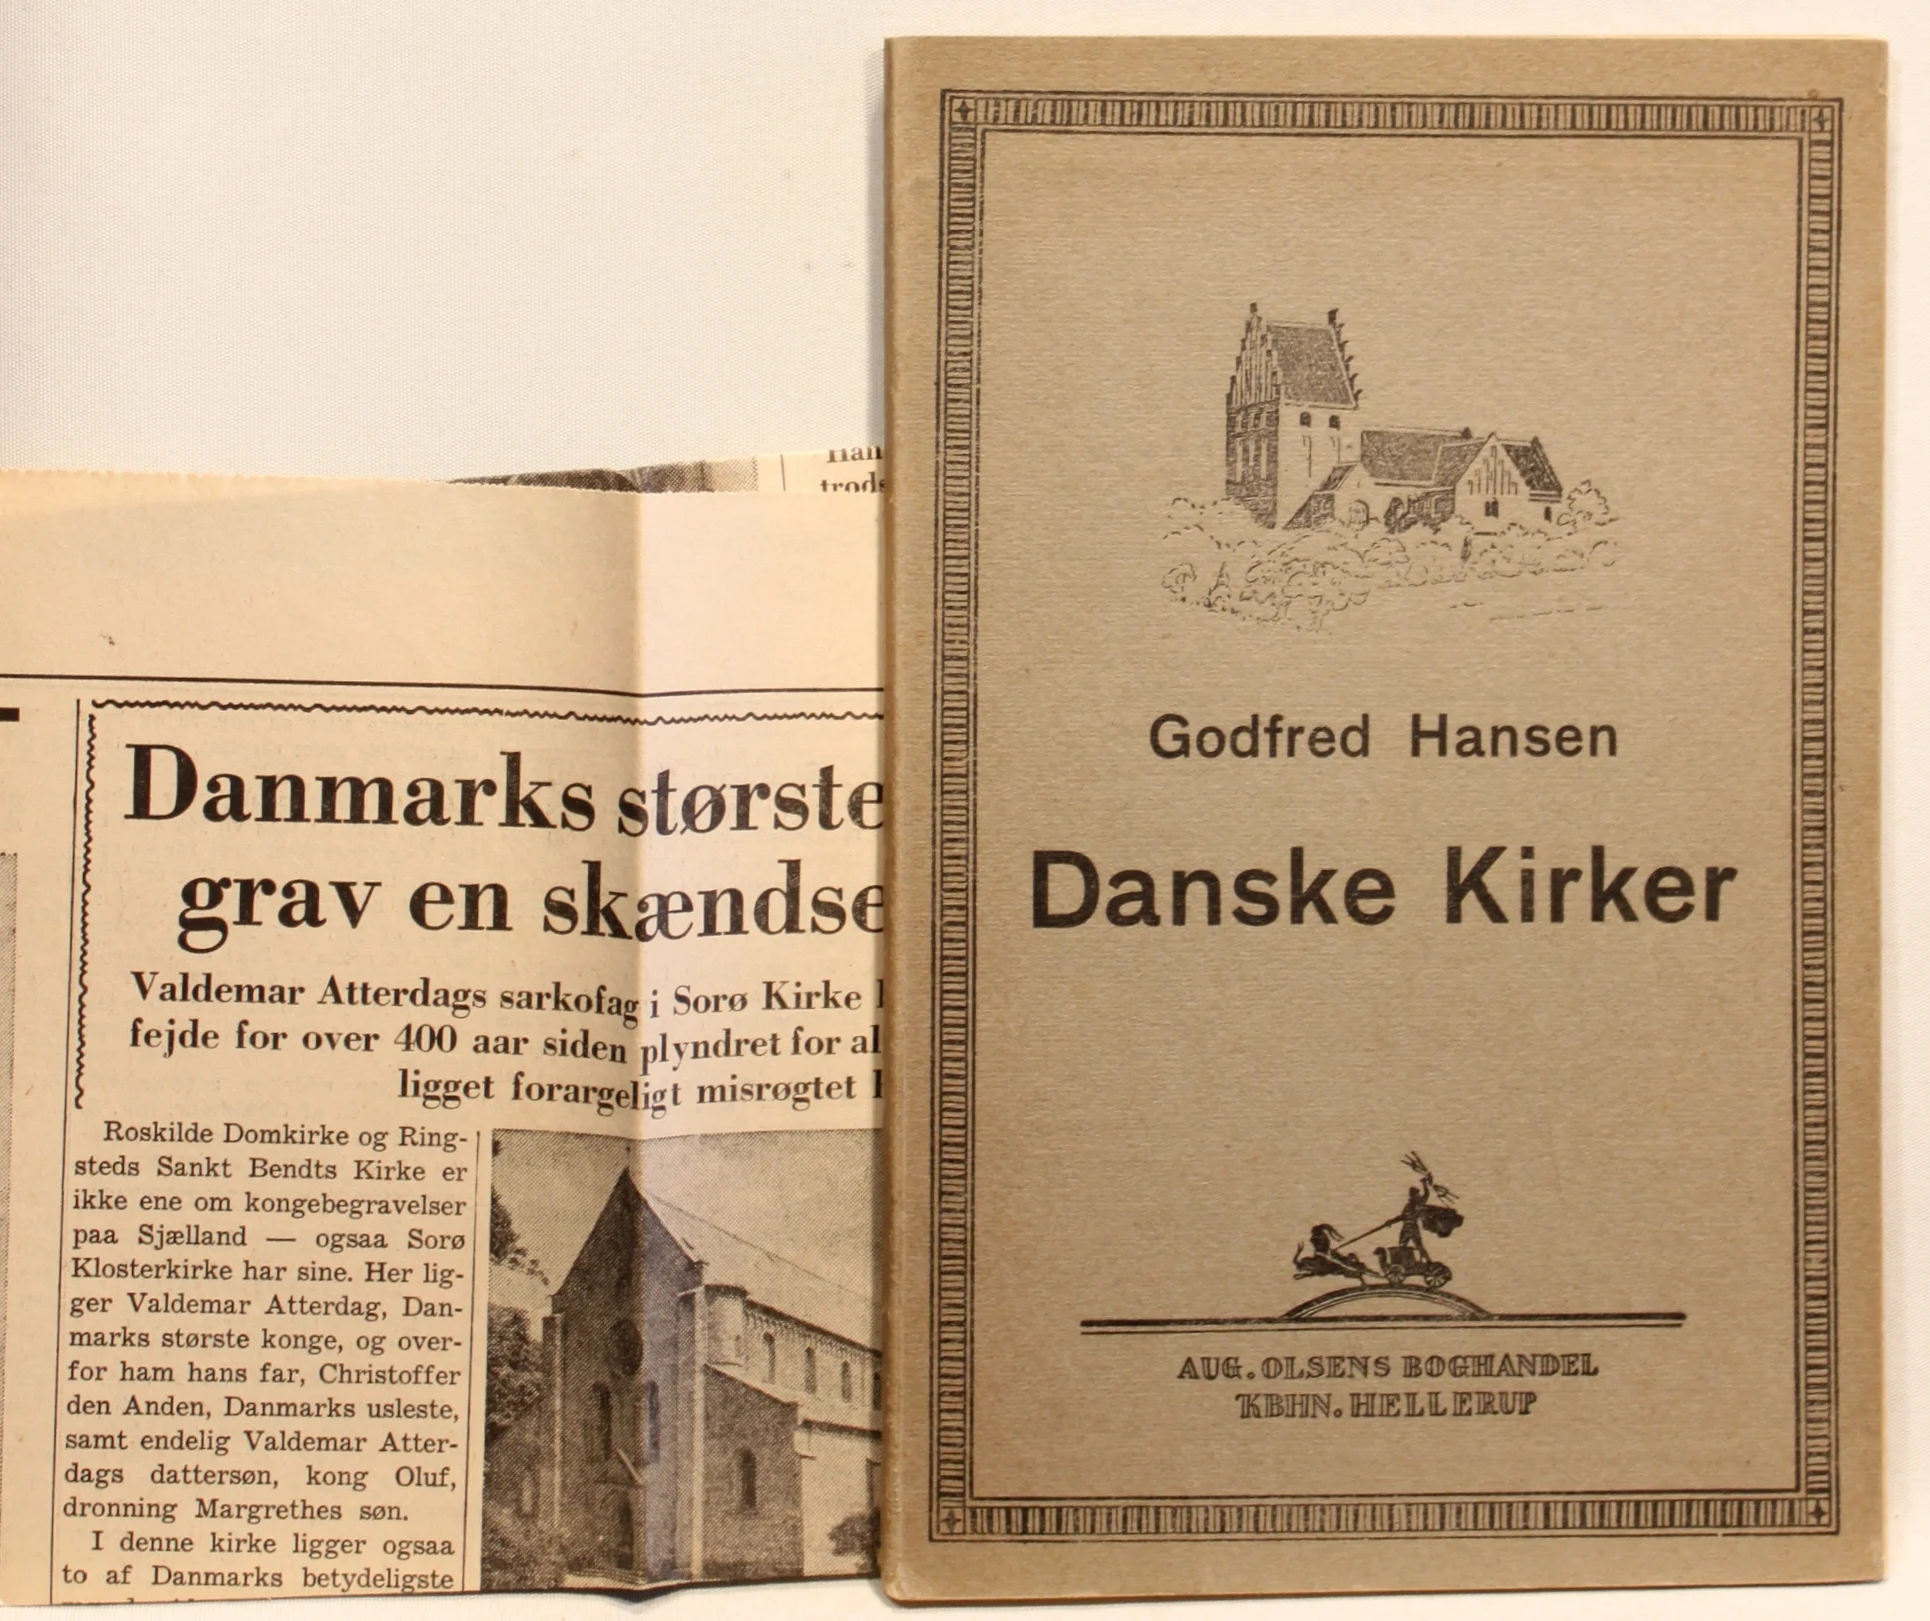 trods
Danmarks største
grav en skændse
Valdemar Atterdags sarkofag i Sorø Kirke
fejde for over 400 aar siden plyndret for al
ligget forargeligt misrøgtet
Roskilde Domkirke og Ring-
steds Sankt Bendts Kirke er
ikke ene om kongebegravelser
paa Sjælland — ogsaa Sorø
Klosterkirke har sine. Her lig-
ger Valdemar Atterdag, Dan-
marks største konge, og over-
for ham hans far, Christoffer
den Anden, Danmarks usleste,
samt endelig Valdemar Atter-
dags dattersøn, kong Oluf,
dronning Margrethes søn.
I denne kirke ligger ogsaa
to af Danmarks betydeligste
Godfred Hansen
Danske Kirker
AUG. OLSENS BOGHANDEL
KBHN. HELLERUP